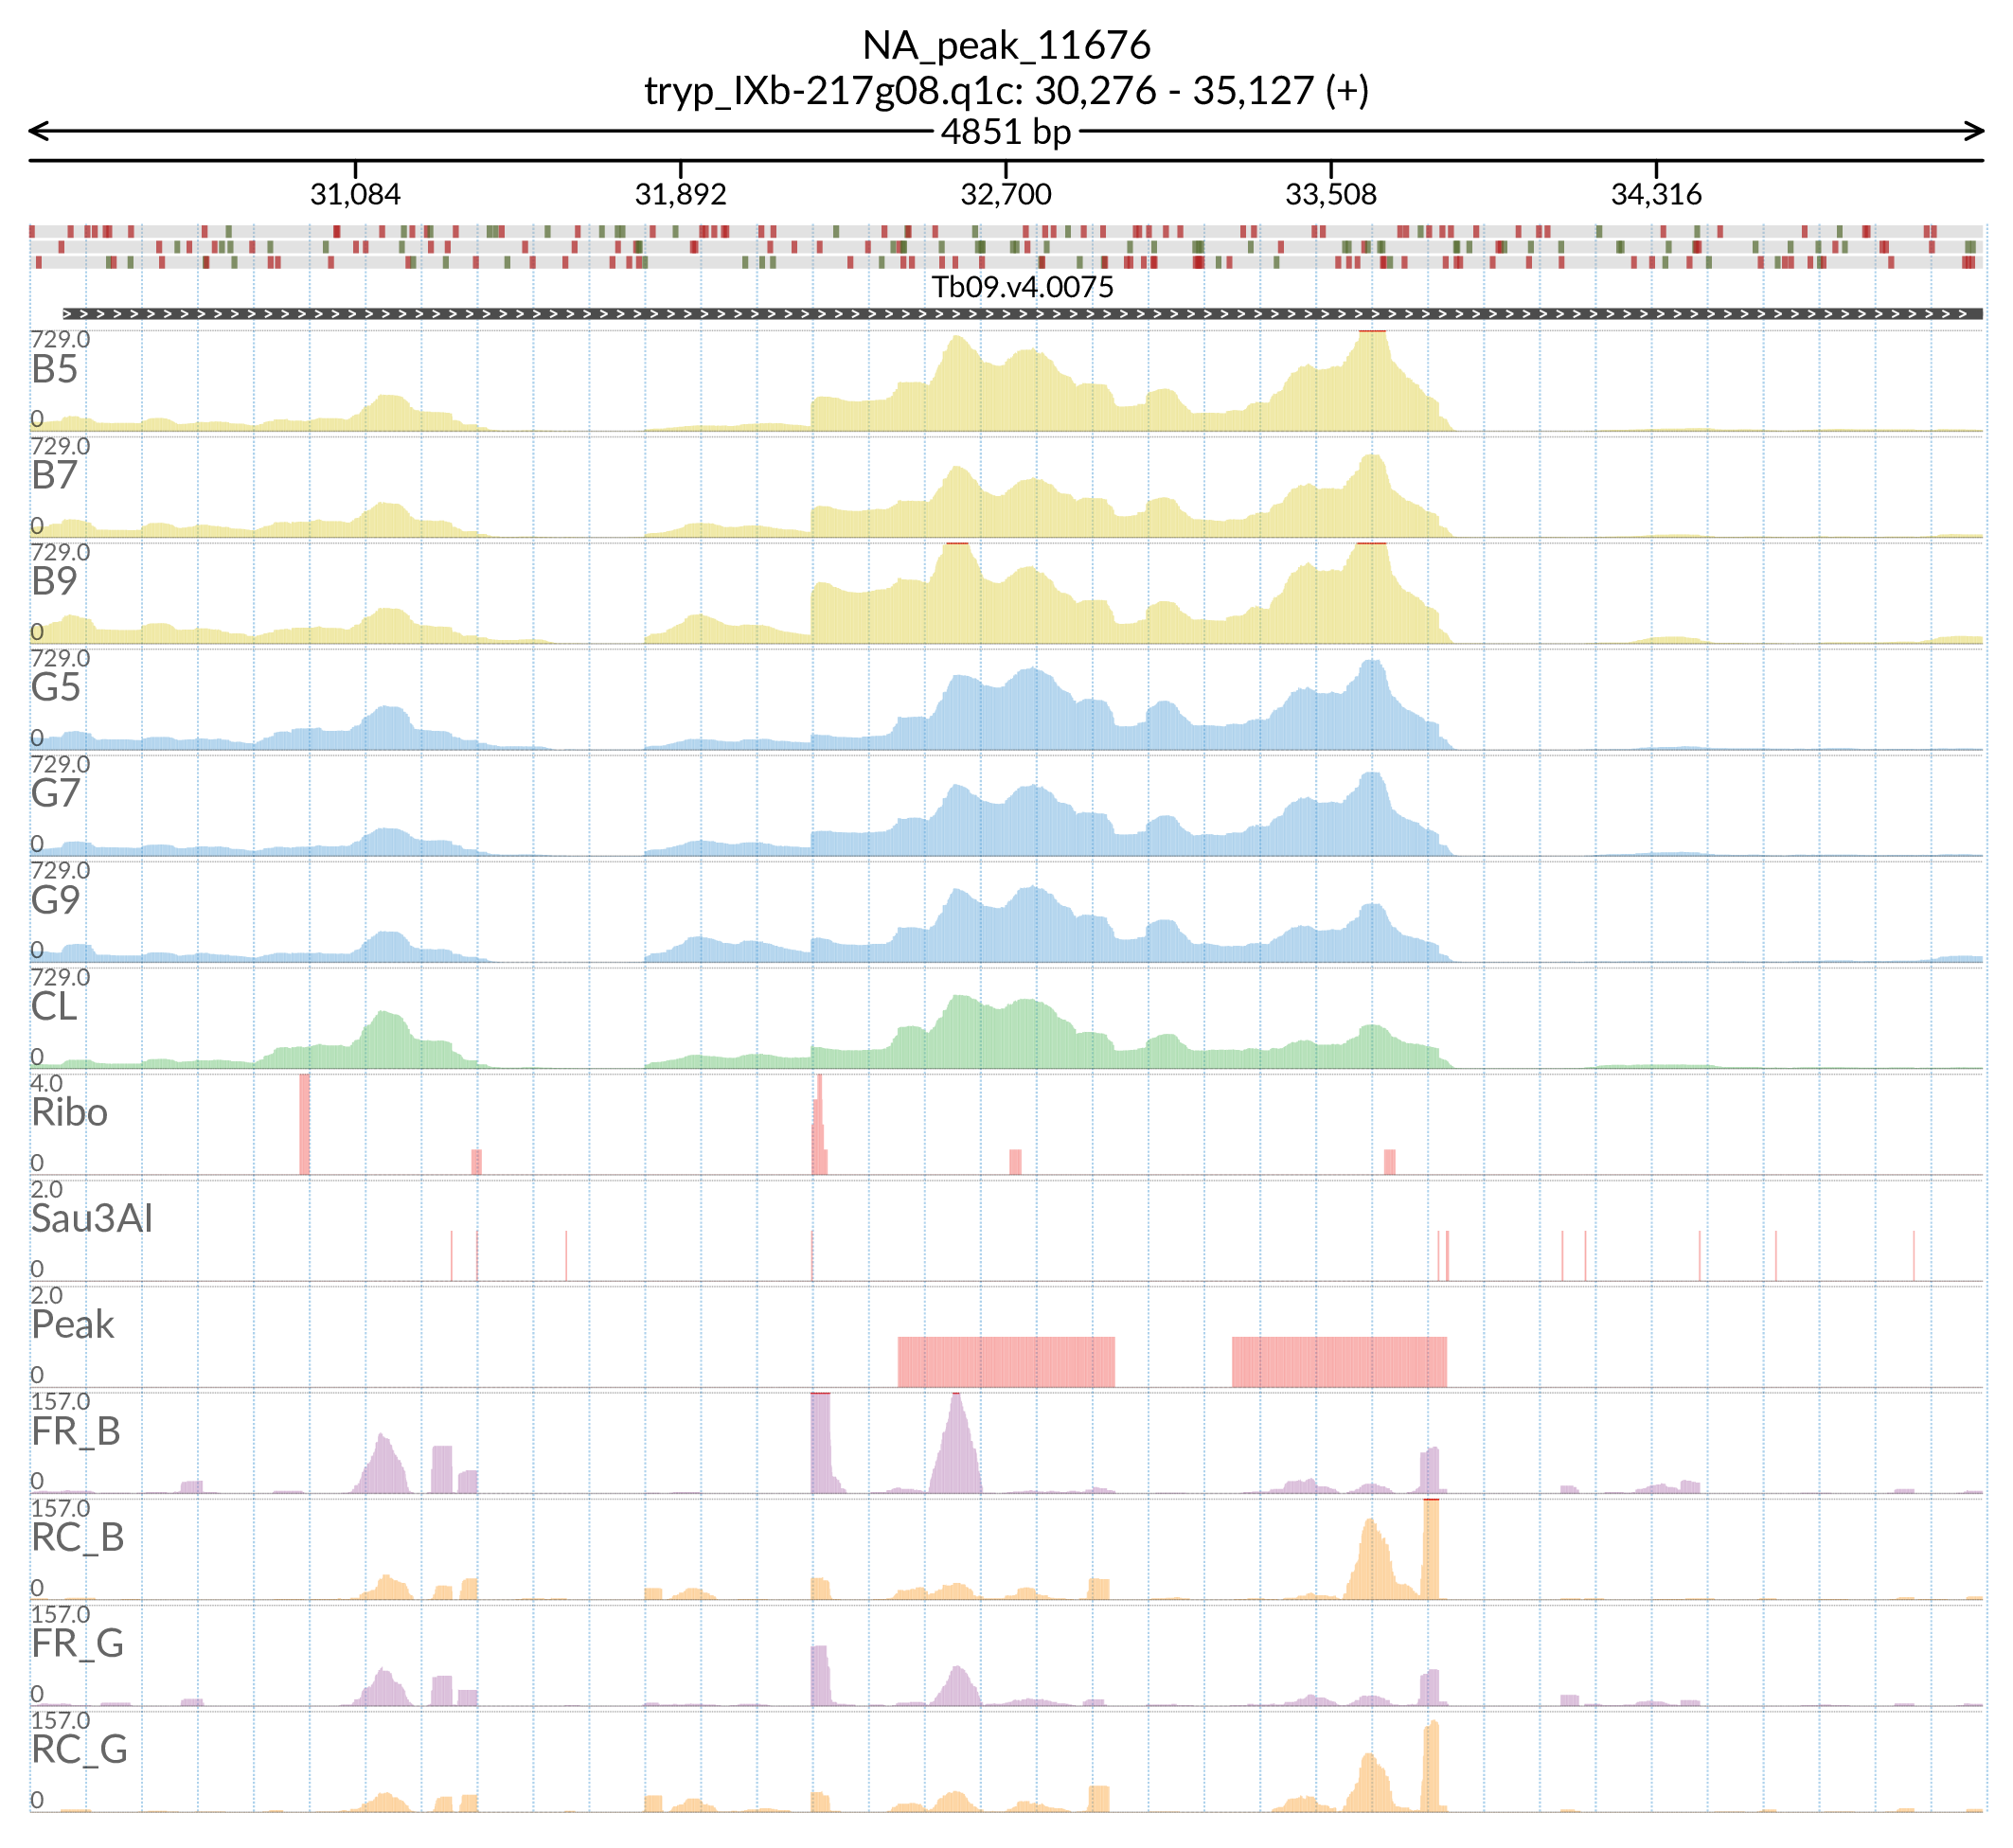 NA_peak_11676
tryp_IXb-217g08.q1c: 30,276 - 35,127 (+)
4851 bp
31,084 31,892 32,700 33,508 34,316
Tb09.v4.0075
729.0
B5
0
729.0
B7
0
729.0
B9
0
729.0
G5
0
729.0
G7
0
729.0
G9
0
729.0
CL
0
4.0
Ribo
0
2.0
Sau3AI
0
2.0
Peak
0
157.0
FR_B
0
157.0
RC_B
0
157.0
FR_G
0
157.0
RC_G
0